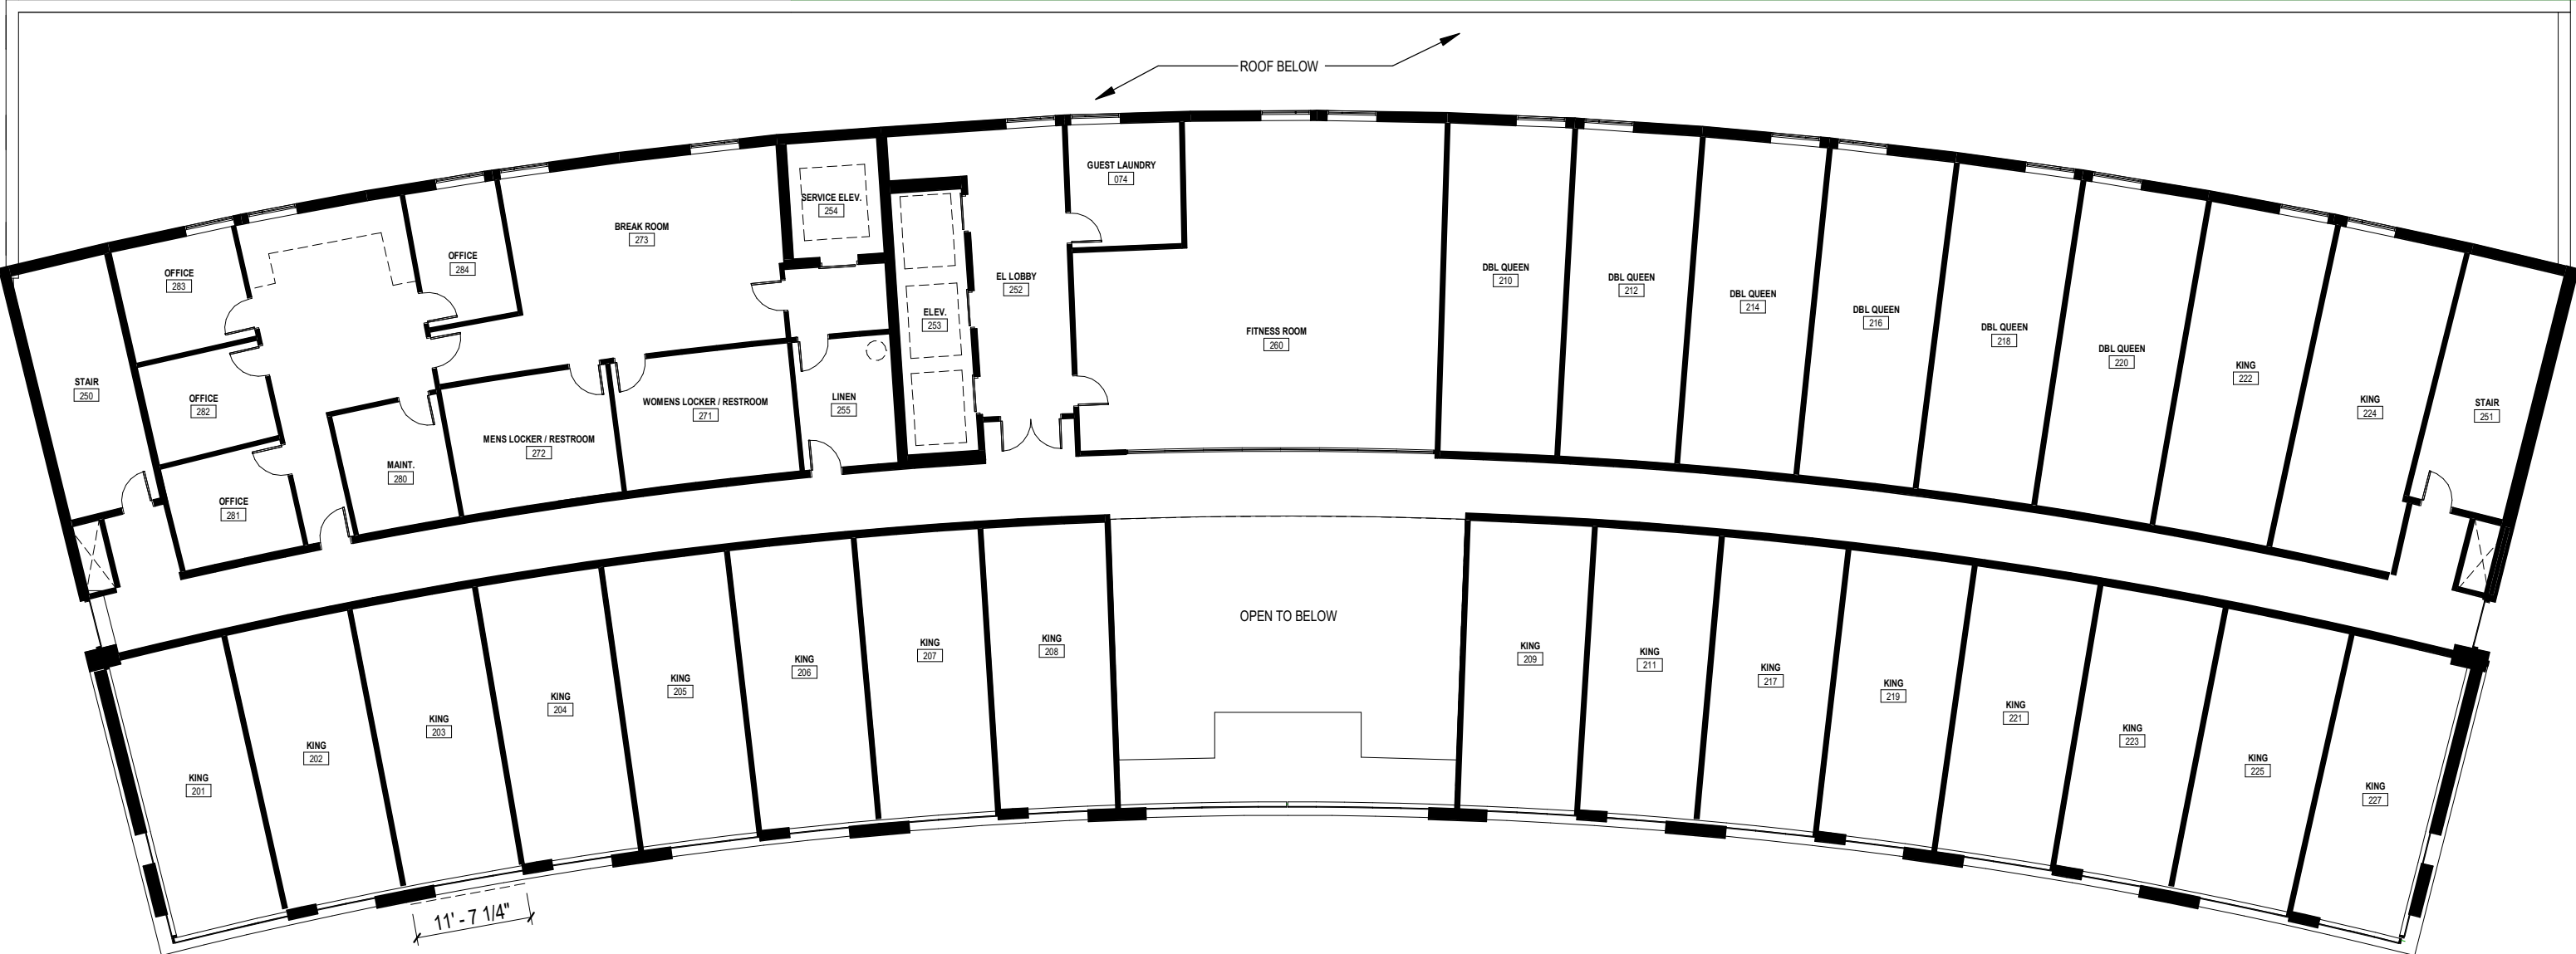 ROOF BELOW
GUEST LAUNDRY
074
SERVICE ELEV.
254
BREAK ROOM
273
OFFICE
284
OFFICE
283
EL LOBBY
252
ELEV.
253
FITNESS ROOM
260
DBL QUEEN
210
DBL QUEEN
212
DBL QUEEN
214
DBL QUEEN
216
DBL QUEEN
218
DBL QUEEN
220
KING
222
KING
224
STAIR
251
STAIR
250
OFFICE
282
OFFICE
281
MAINT.
280
MENS LOCKER / RESTROOM
272
WOMENS LOCKER / RESTROOM
271
LINEN
255
KING
201
KING
202
KING
203
KING
204
KING
205
KING
206
KING
207
KING
208
OPEN TO BELOW
KING
209
KING
211
KING
217
KING
219
KING
221
KING
223
KING
225
KING
227
11' - 7 1/4"